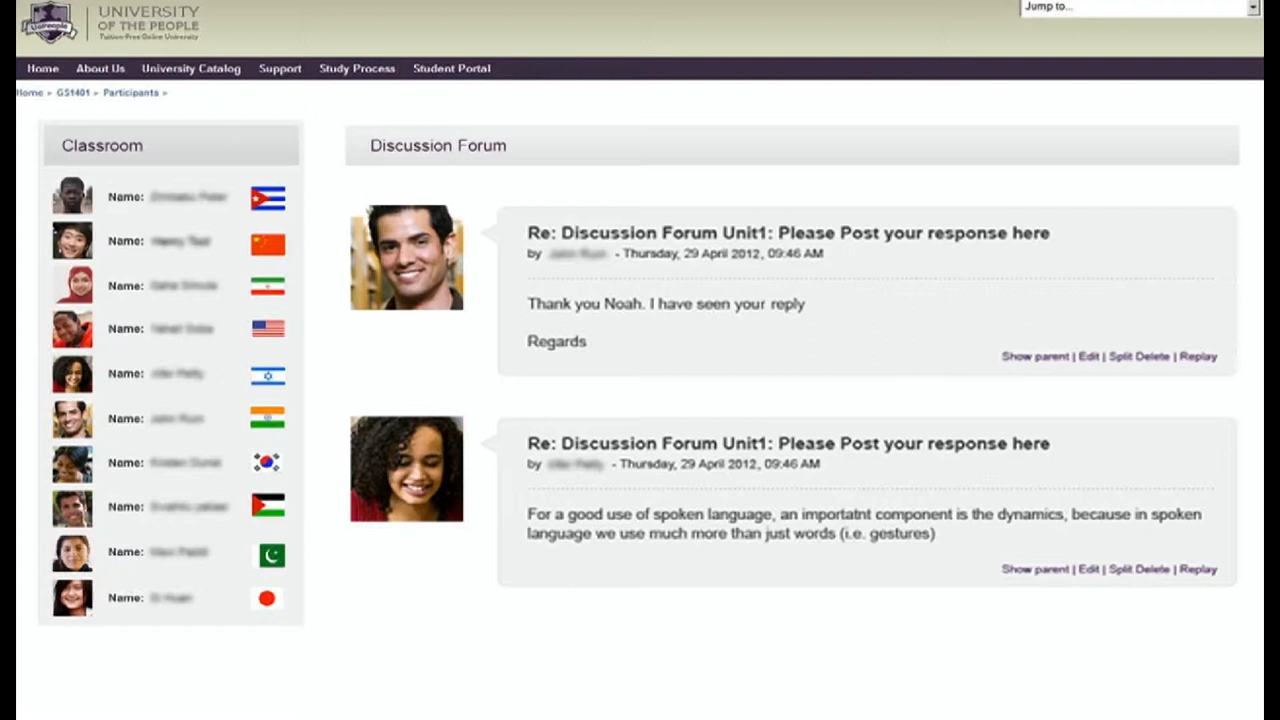 UNIVERSITY
OF THE PEOPLE
Tuition-Free Online University
UoPeople
Jump to...
Home About Us University Catalog Support Study Process Student Portal
Home » GS1401 » Participants »
Classroom
Name:
Name:
Name:
Name:
Name:
Name:
Name:
Name:
Name:
Name:
Discussion Forum
Re: Discussion Forum Unit1: Please Post your response here
by - Thursday, 29 April 2012, 09:46 AM
Thank you Noah. I have seen your reply
Regards
Show parent | Edit | Split Delete | Replay
Re: Discussion Forum Unit1: Please Post your response here
by - Thursday, 29 April 2012, 09:46 AM
For a good use of spoken language, an importatnt component is the dynamics, because in spoken
language we use much more than just words (i.e. gestures)
Show parent | Edit | Split Delete | Replay